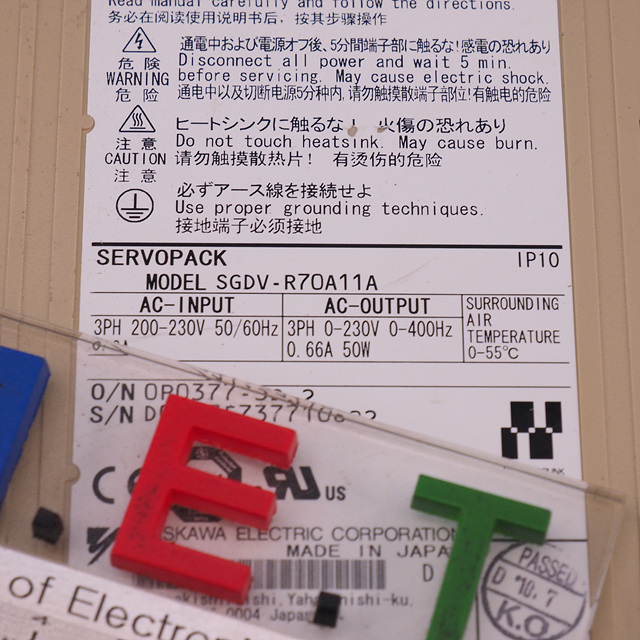 Read manual carefully and follow the directions.
务必在阅读使用说明书后，按其步骤操作
通電中および電源オフ後、5分間端子部に触るな!感電の恐れあり
危険 Disconnect all power and wait 5 min.
WARNING before servicing. May cause electric shock.
危险 通电中以及切断电源5分种内,请勿触摸散端子部位!有触电的危险
ヒートシンクに触るな! 火傷の恐れあり
注意 Do not touch heatsink. May cause burn.
CAUTION 请勿触摸散热片! 有烫伤的危险
注意
必ずアース線を接続せよ
Use proper grounding techniques.
接地端子必须接地
SERVOPACK IP10
MODEL SGDV-R70A11A
AC-INPUT AC-OUTPUT SURROUNDING AIR TEMPERATURE 0-55℃
3PH 200-230V 50/60Hz 3PH 0-230V 0-400Hz
0.66A 50W
O/N
S/N
CE US
E T
ELECTRIC CORPORATION
MADE IN JAPAN
D
PASSED
D '10. 7
K.O
of Electron
0004 Japan